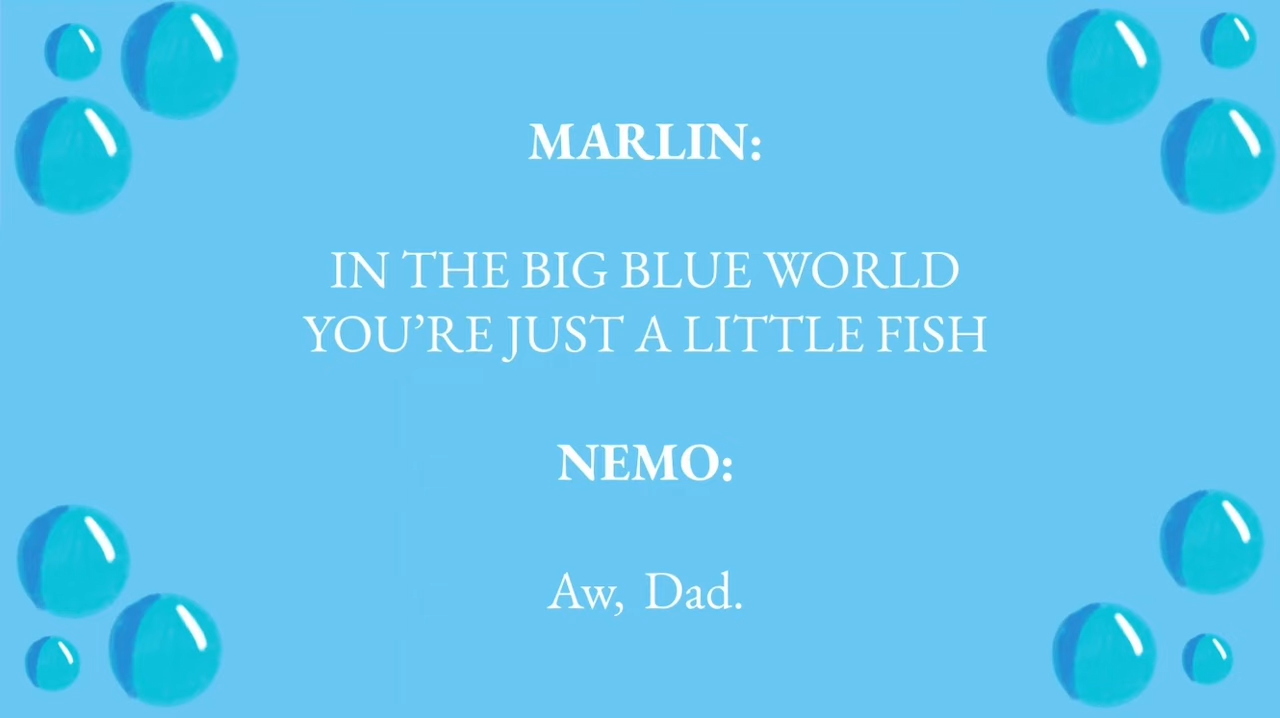 MARLIN:
IN THE BIG BLUE WORLD
YOU’RE JUST A LITTLE FISH
NEMO:
Aw, Dad.